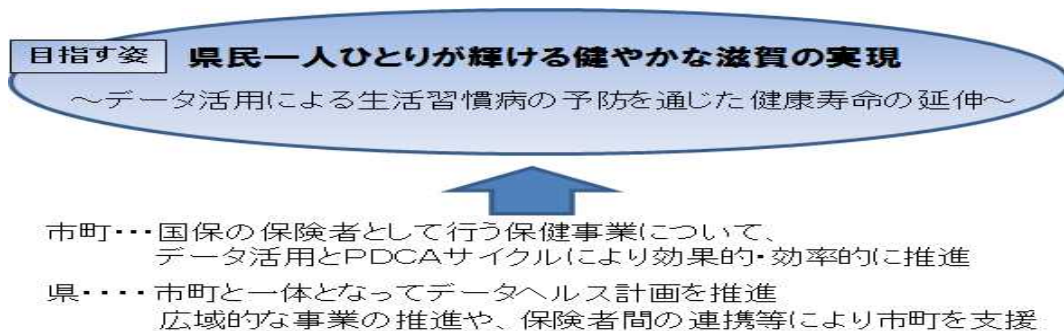 目指す姿 県民一人ひとりが輝ける健やかな滋賀の実現
～データ活用による生活習慣病の予防を通じた健康寿命の延伸～
市町・・・国保の保険者として行う保健事業について、
データ活用とPDCAサイクルにより効果的・効率的に推進
県・・・・市町と一体となってデータヘルス計画を推進
広域的な事業の推進や、保険者間の連携等により市町を支援